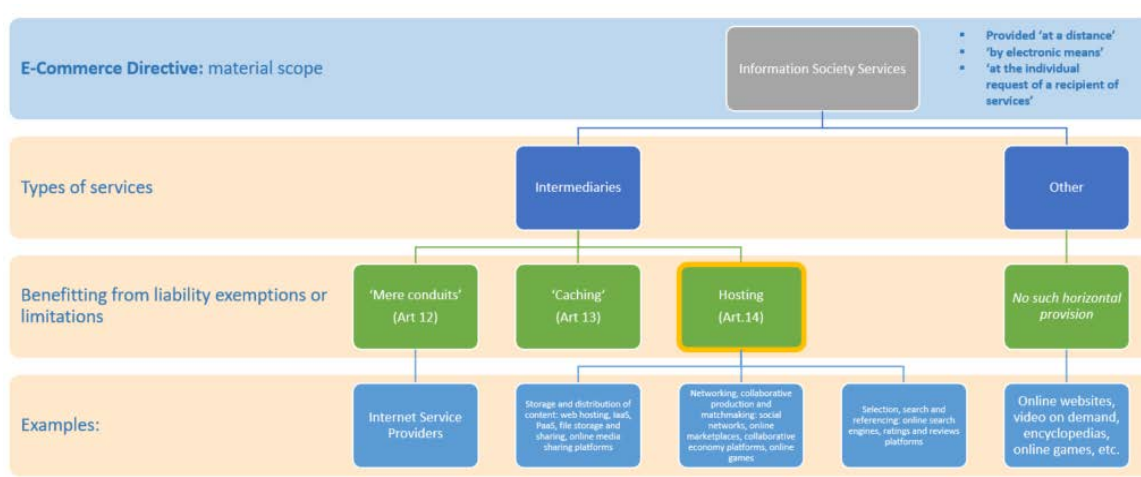 E-Commerce Directive: material scope
Information Society Services
▪ Provided ‘at a distance’
▪ ‘by electronic means’
▪ ‘at the individual
request of a recipient of
services’
Types of services
Intermediaries
Other
Benefitting from liability exemptions or
limitations
‘Mere conduits’
(Art 12)
‘Caching’
(Art 13)
Hosting
(Art.14)
No such horizontal
provision
Examples:
Internet Service
Providers
Storage and distribution of
content: web hosting, IaaS,
PaaS, file storage and
sharing, online media
sharing platforms
Networking, collaborative
production and
matchmaking: social
networks, online
marketplaces, collaborative
economy platforms, online
games
Selection, search and
referencing: online search
engines, ratings and reviews
platforms
Online websites,
video on demand,
encyclopedias,
online games, etc.